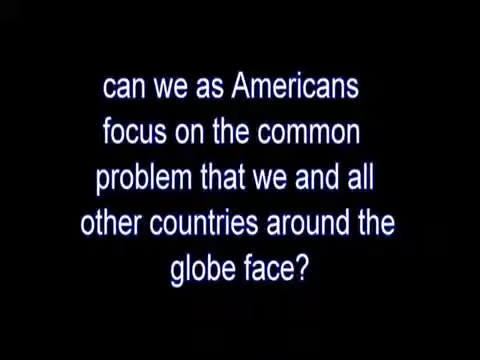 can we as Americans
focus on the common
problem that we and all
other countries around the
globe face?